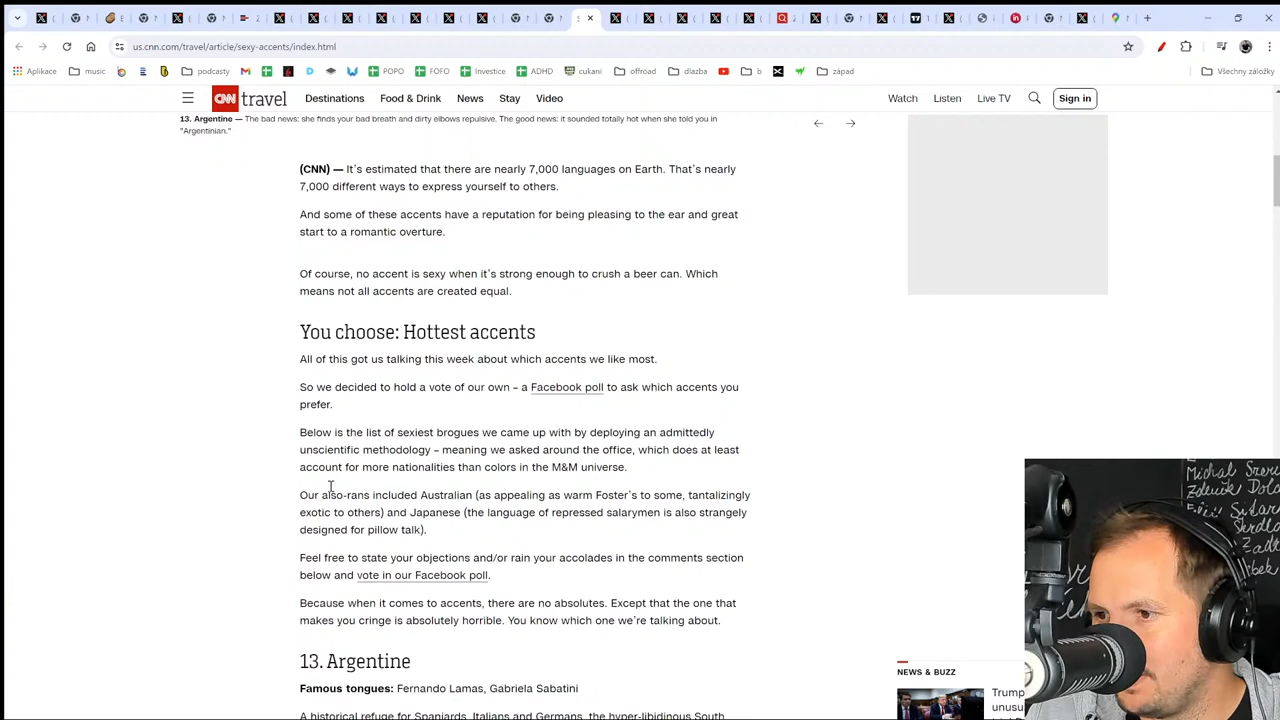 us.cnn.com/travel/article/sexy-accents/index.html
Aplikace music podcasty POPO FOFO Investice ADHD cukani offroad dlazba b západ Všechny záložky
CNN travel Destinations Food & Drink News Stay Video Watch Listen Live TV Sign in
13. Argentine — The bad news: she finds your bad breath and dirty elbows repulsive. The good news: it sounded totally hot when she told you in
"Argentinian."
(CNN) — It's estimated that there are nearly 7,000 languages on Earth. That's nearly
7,000 different ways to express yourself to others.
And some of these accents have a reputation for being pleasing to the ear and great
start to a romantic overture.
Of course, no accent is sexy when it's strong enough to crush a beer can. Which
means not all accents are created equal.
You choose: Hottest accents
All of this got us talking this week about which accents we like most.
So we decided to hold a vote of our own – a Facebook poll to ask which accents you
prefer.
Below is the list of sexiest brogues we came up with by deploying an admittedly
unscientific methodology – meaning we asked around the office, which does at least
account for more nationalities than colors in the M&M universe.
Our also-rans included Australian (as appealing as warm Foster's to some, tantalizingly
exotic to others) and Japanese (the language of repressed salarymen is also strangely
designed for pillow talk).
Feel free to state your objections and/or rain your accolades in the comments section
below and vote in our Facebook poll.
Because when it comes to accents, there are no absolutes. Except that the one that
makes you cringe is absolutely horrible. You know which one we're talking about.
13. Argentine
Famous tongues: Fernando Lamas, Gabriela Sabatini
A historical refuge for Spaniards, Italians and Germans, the hyper-libidinous South
NEWS & BUZZ
Trump
unusu
Michal
Zdeněk